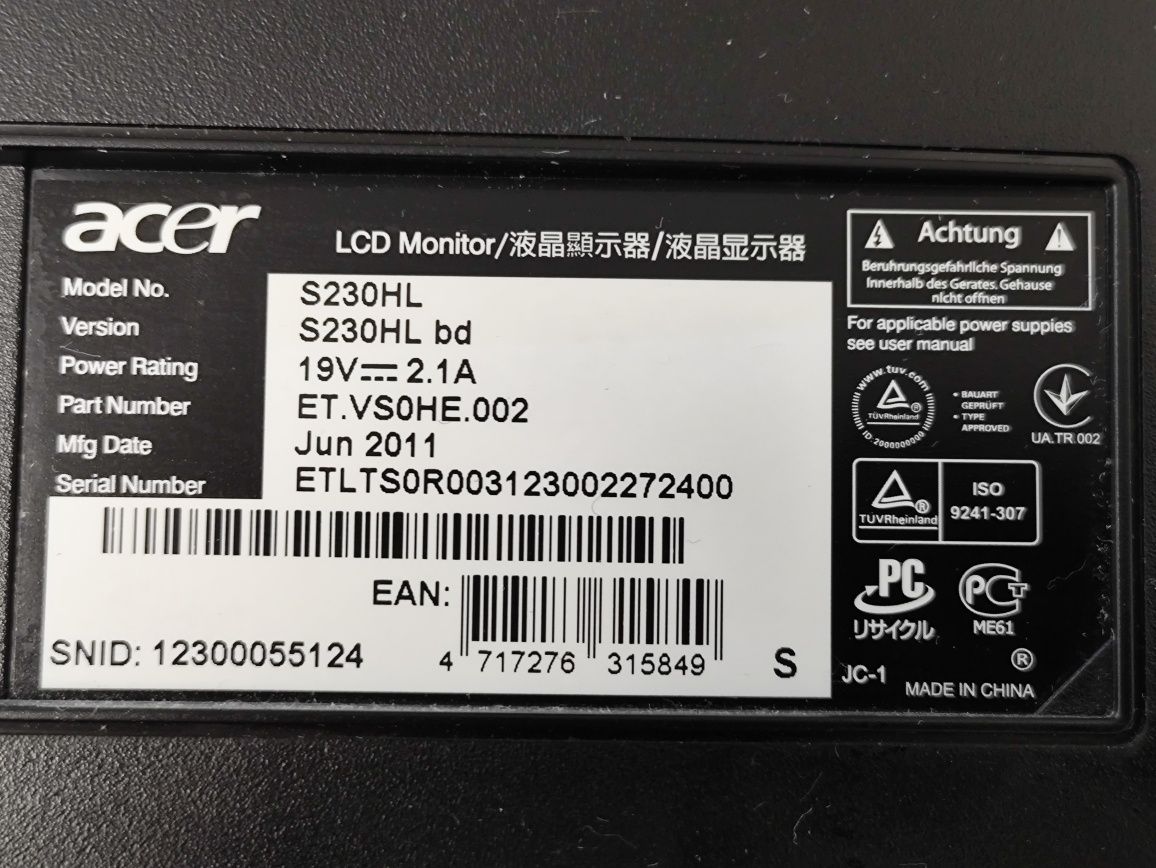 acer
LCD Monitor/液晶顯示器/液晶显示器
Model No. S230HL
Version S230HL bd
Power Rating 19V⎓ 2.1A
Part Number ET.VS0HE.002
Mfg Date Jun 2011
Serial Number ETLTS0R003123002272400
EAN:
4 717276 315849
SNID: 12300055124
S
Achtung
Beruhrungsgefahrliche Spannung
Innerhalb des Gerates. Gehause
nicht offnen
For applicable power suppies
see user manual
www.tuv.com
TÜVRheinland
ID:2000000000
• BAUART
GEPRÜFT
• TYPE
APPROVED
UA.TR 002
TÜVRheinland
ISO
9241-307
PC
リサイクル
PCT
ME61
®
JC-1
MADE IN CHINA